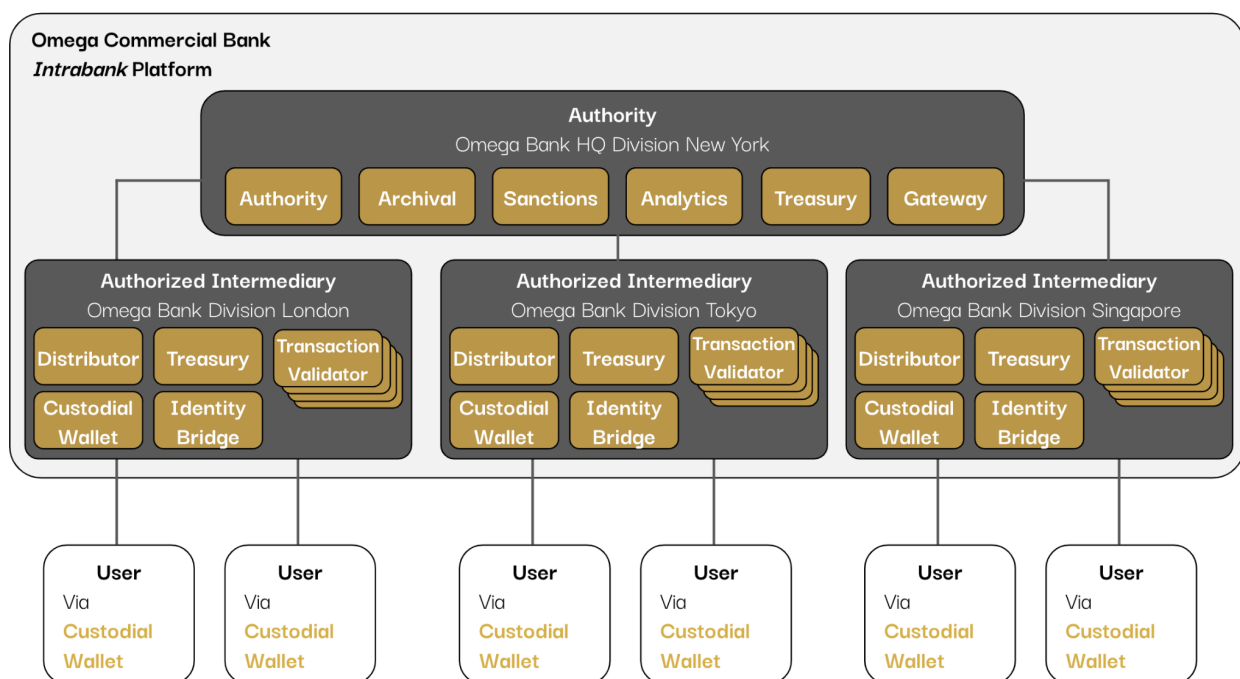 Omega Commercial Bank
Intrabank Platform
Authority
Omega Bank HQ Division New York
Authority
Archival
Sanctions
Analytics
Treasury
Gateway
Authorized Intermediary
Omega Bank Division London
Distributor
Treasury
Transaction
Validator
Custodial
Wallet
Identity
Bridge
Authorized Intermediary
Omega Bank Division Tokyo
Distributor
Treasury
Transaction
Validator
Custodial
Wallet
Identity
Bridge
Authorized Intermediary
Omega Bank Division Singapore
Distributor
Treasury
Transaction
Validator
Custodial
Wallet
Identity
Bridge
User
Via
Custodial
Wallet
User
Via
Custodial
Wallet
User
Via
Custodial
Wallet
User
Via
Custodial
Wallet
User
Via
Custodial
Wallet
User
Via
Custodial
Wallet